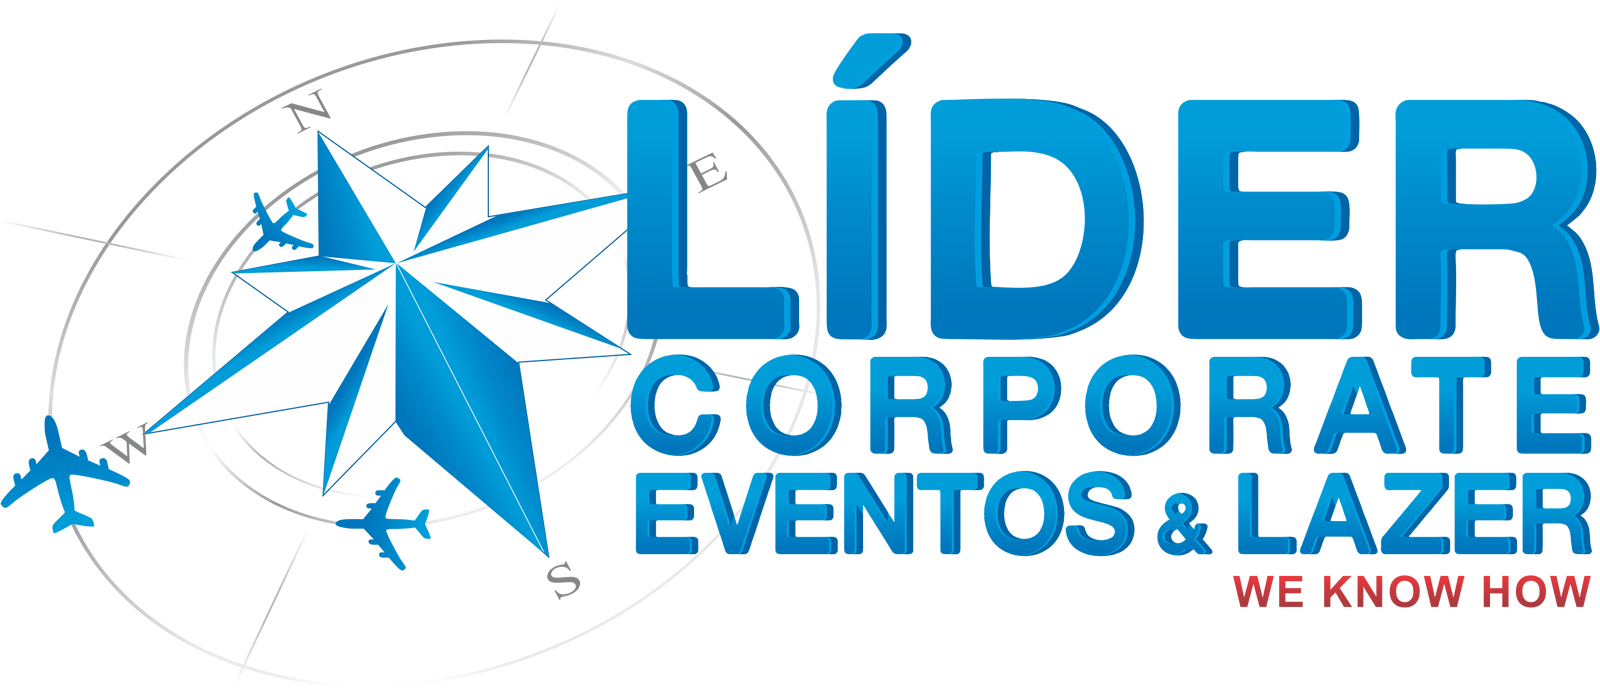 N
E
W
S
LÍDER
CORPORATE
EVENTOS & LAZER
WE KNOW HOW